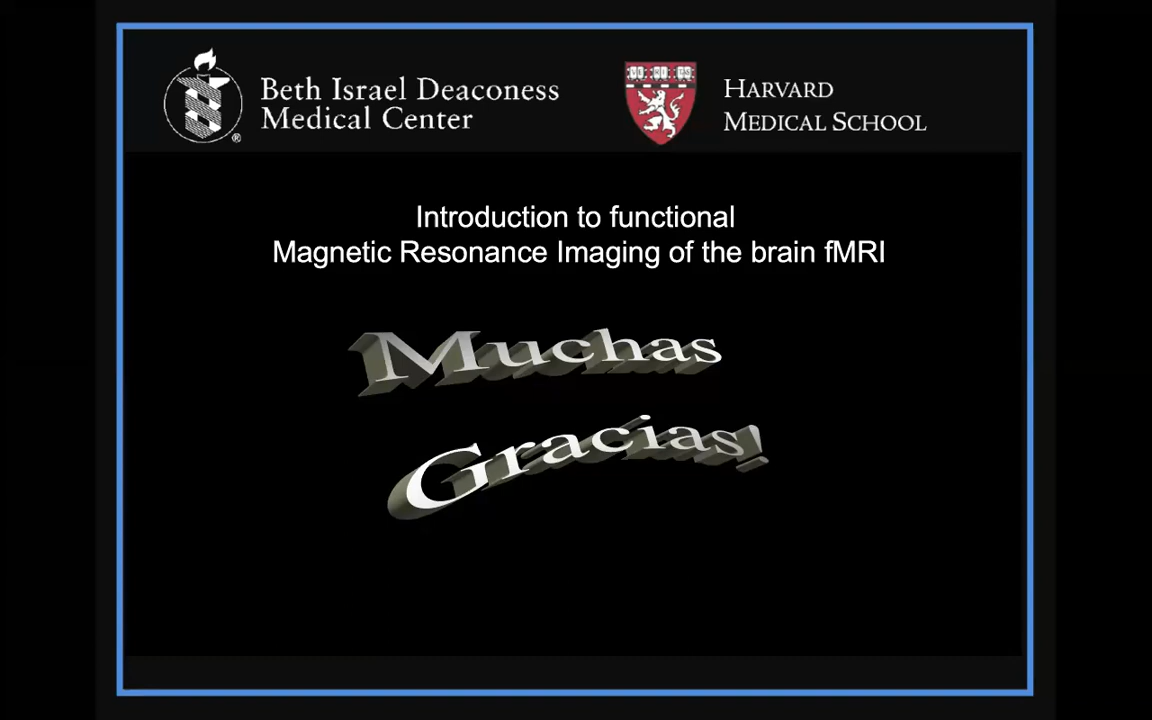 Beth Israel Deaconess
Medical Center
®
HARVARD
MEDICAL SCHOOL
Introduction to functional
Magnetic Resonance Imaging of the brain fMRI
Muchas
Gracias!